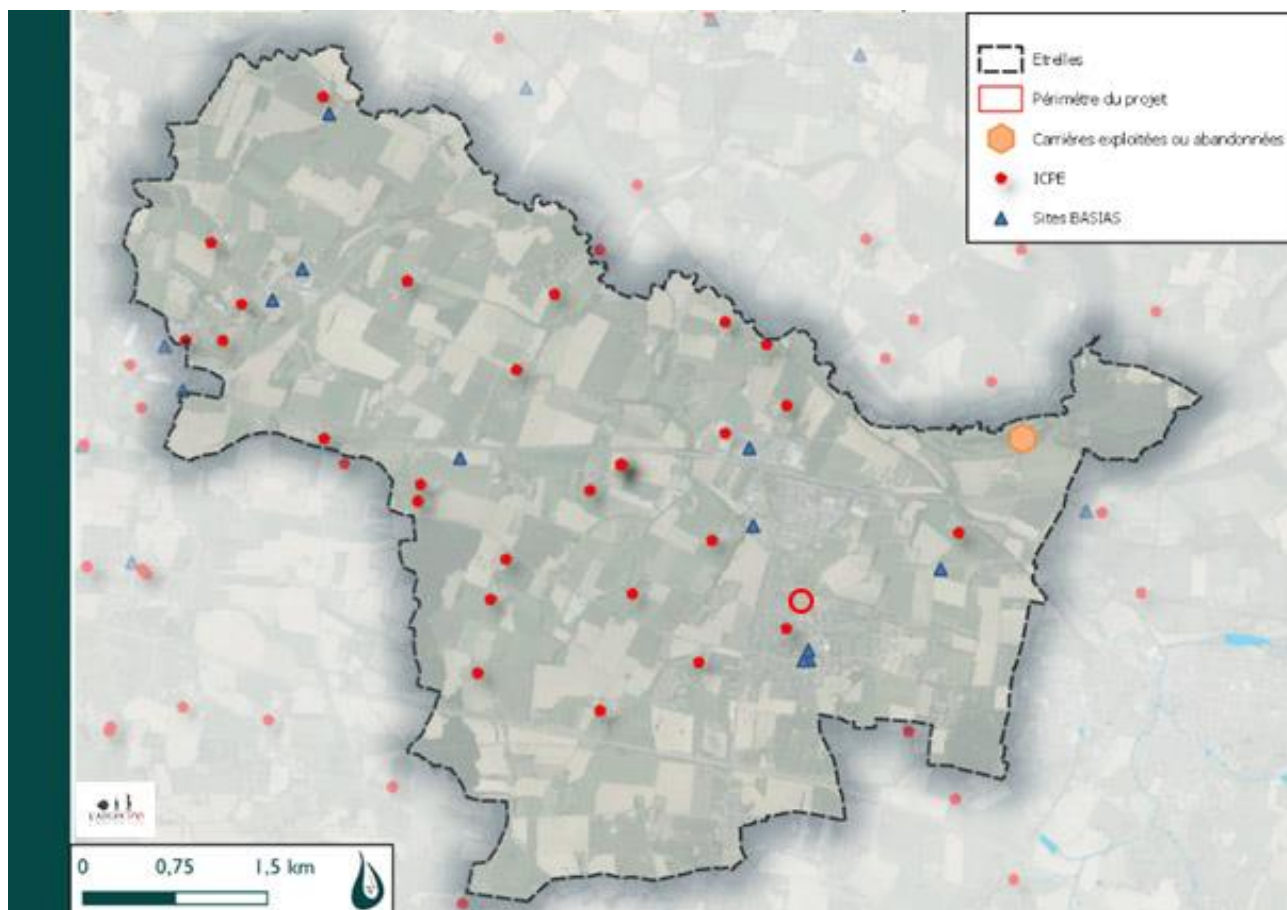 Etrelles
Périmètre du projet
Carrières exploitées ou abandonnées
ICPE
Sites BASIAS
0 0,75 1,5 km